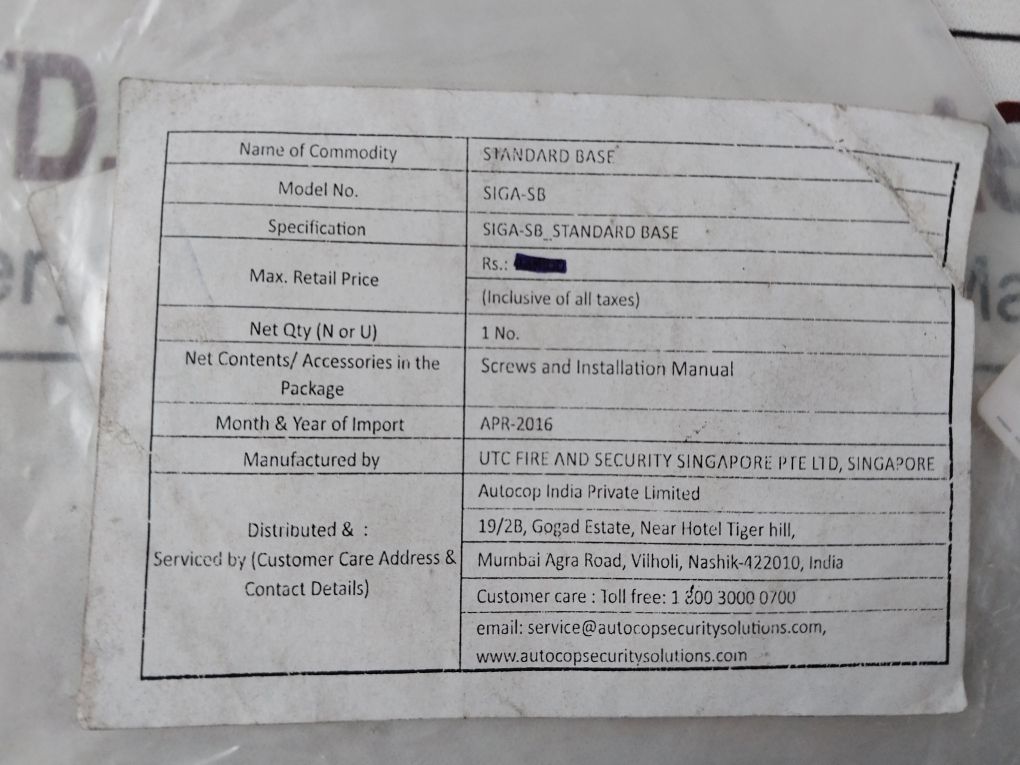 Name of Commodity STANDARD BASE
Model No. SIGA-SB
Specification SIGA-SB_STANDARD BASE
Max. Retail Price Rs.:
(Inclusive of all taxes)
Net Qty (N or U) 1 No.
Net Contents/ Accessories in the Package Screws and Installation Manual
Month & Year of Import APR-2016
Manufactured by UTC FIRE AND SECURITY SINGAPORE PTE LTD, SINGAPORE
Distributed & :
Serviced by (Customer Care Address &
Contact Details)
Autocop India Private Limited
19/2B, Gogad Estate, Near Hotel Tiger hill,
Mumbai Agra Road, Vilholi, Nashik-422010, India
Customer care : Toll free: 1 800 3000 0700
email: service@autocopsecuritysolutions.com,
www.autocopsecuritysolutions.com